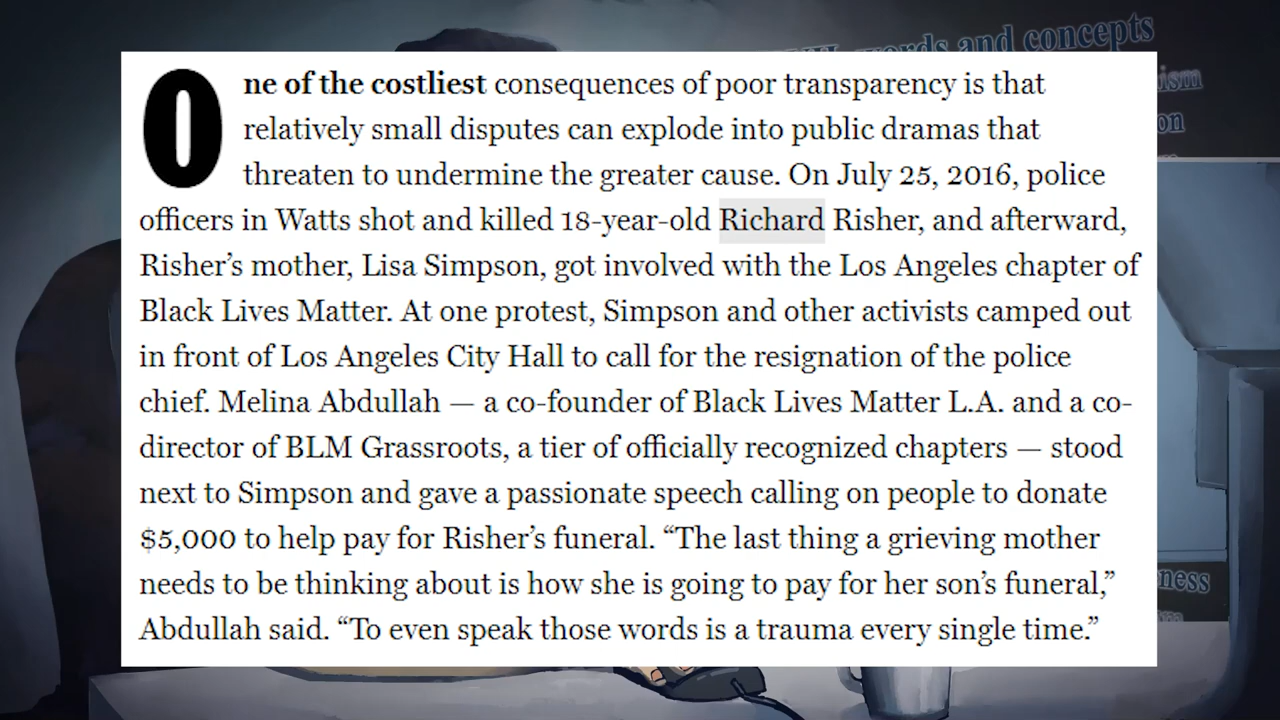 words and concepts
ism
on
One of the costliest consequences of poor transparency is that
relatively small disputes can explode into public dramas that
threaten to undermine the greater cause. On July 25, 2016, police
officers in Watts shot and killed 18-year-old Richard Risher, and afterward,
Risher’s mother, Lisa Simpson, got involved with the Los Angeles chapter of
Black Lives Matter. At one protest, Simpson and other activists camped out
in front of Los Angeles City Hall to call for the resignation of the police
chief. Melina Abdullah — a co-founder of Black Lives Matter L.A. and a co-
director of BLM Grassroots, a tier of officially recognized chapters — stood
next to Simpson and gave a passionate speech calling on people to donate
$5,000 to help pay for Risher’s funeral. “The last thing a grieving mother
needs to be thinking about is how she is going to pay for her son’s funeral,”
Abdullah said. “To even speak those words is a trauma every single time.”
ness